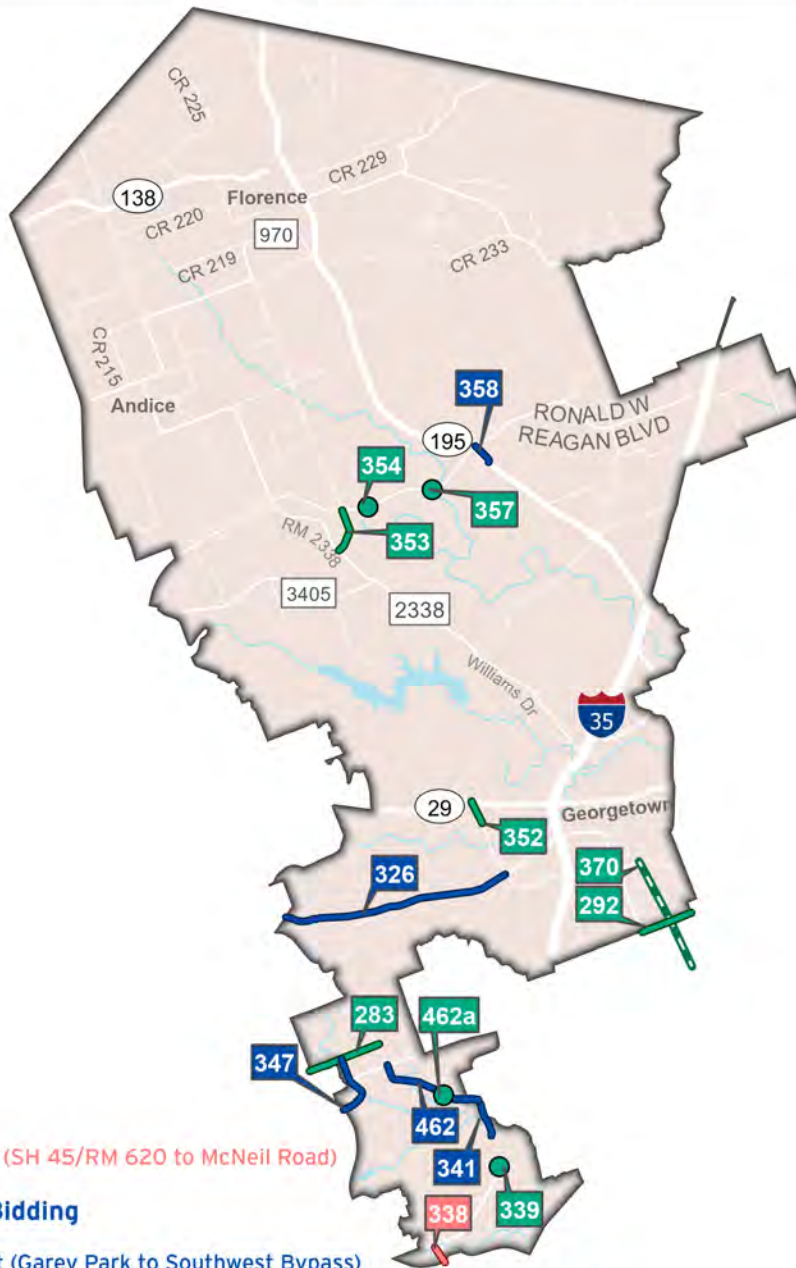 CR 225
CR 229
138
Florence
CR 220
970
CR 219
CR 233
CR 215
Andice
358
RONALD W
REAGAN BLVD
195
354
357
353
RM 2338
3405
2338
Williams Dr
35
29
Georgetown
352
370
326
292
283
462a
347
462
341
339
338
(SH 45/RM 620 to McNeil Road)
Bidding
(Garey Park to Southwest Bypass)